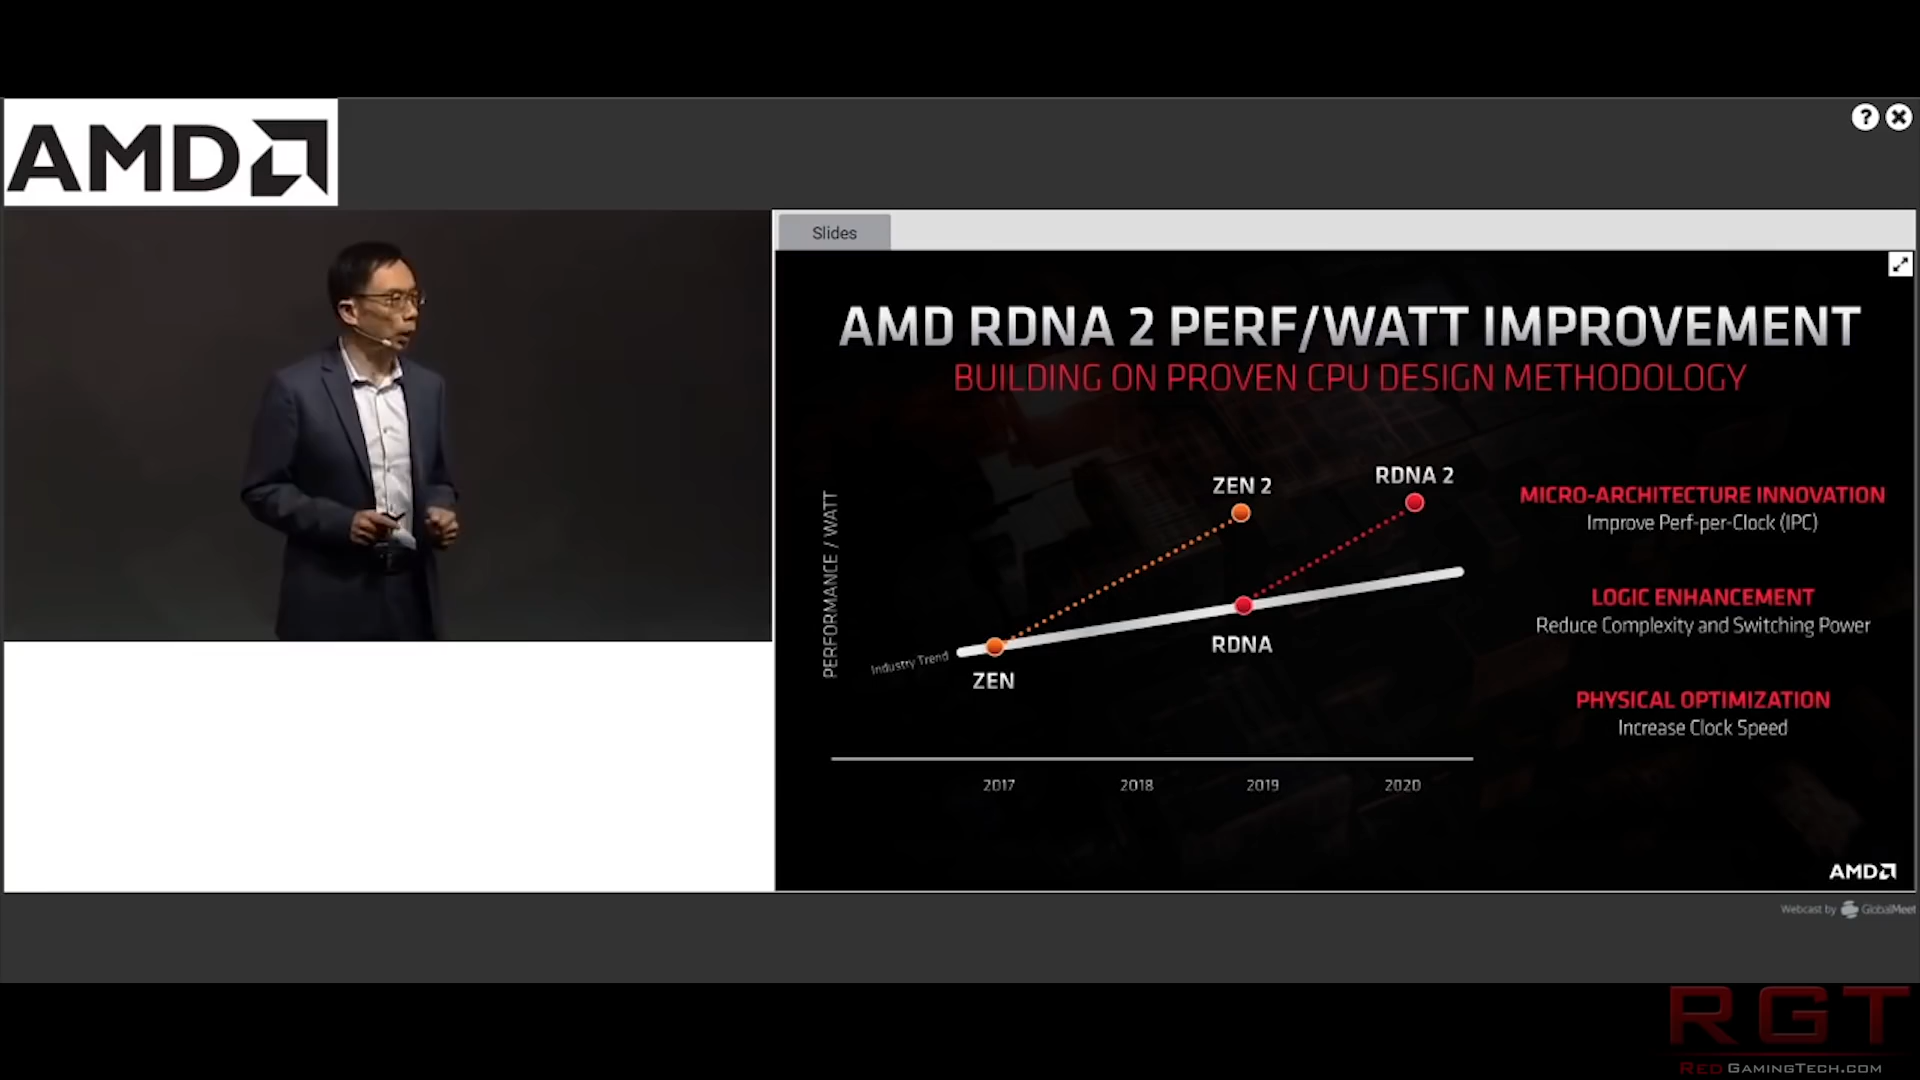 AMD
?
Slides
AMD RDNA 2 PERF/WATT IMPROVEMENT
BUILDING ON PROVEN CPU DESIGN METHODOLOGY
PERFORMANCE / WATT
Industry Trend
ZEN
ZEN 2
RDNA
RDNA 2
2017 2018 2019 2020
MICRO-ARCHITECTURE INNOVATION
Improve Perf-per-Clock (IPC)
LOGIC ENHANCEMENT
Reduce Complexity and Switching Power
PHYSICAL OPTIMIZATION
Increase Clock Speed
AMD
Webcast by GlobalMeet
RGT
REDGAMINGTECH.COM